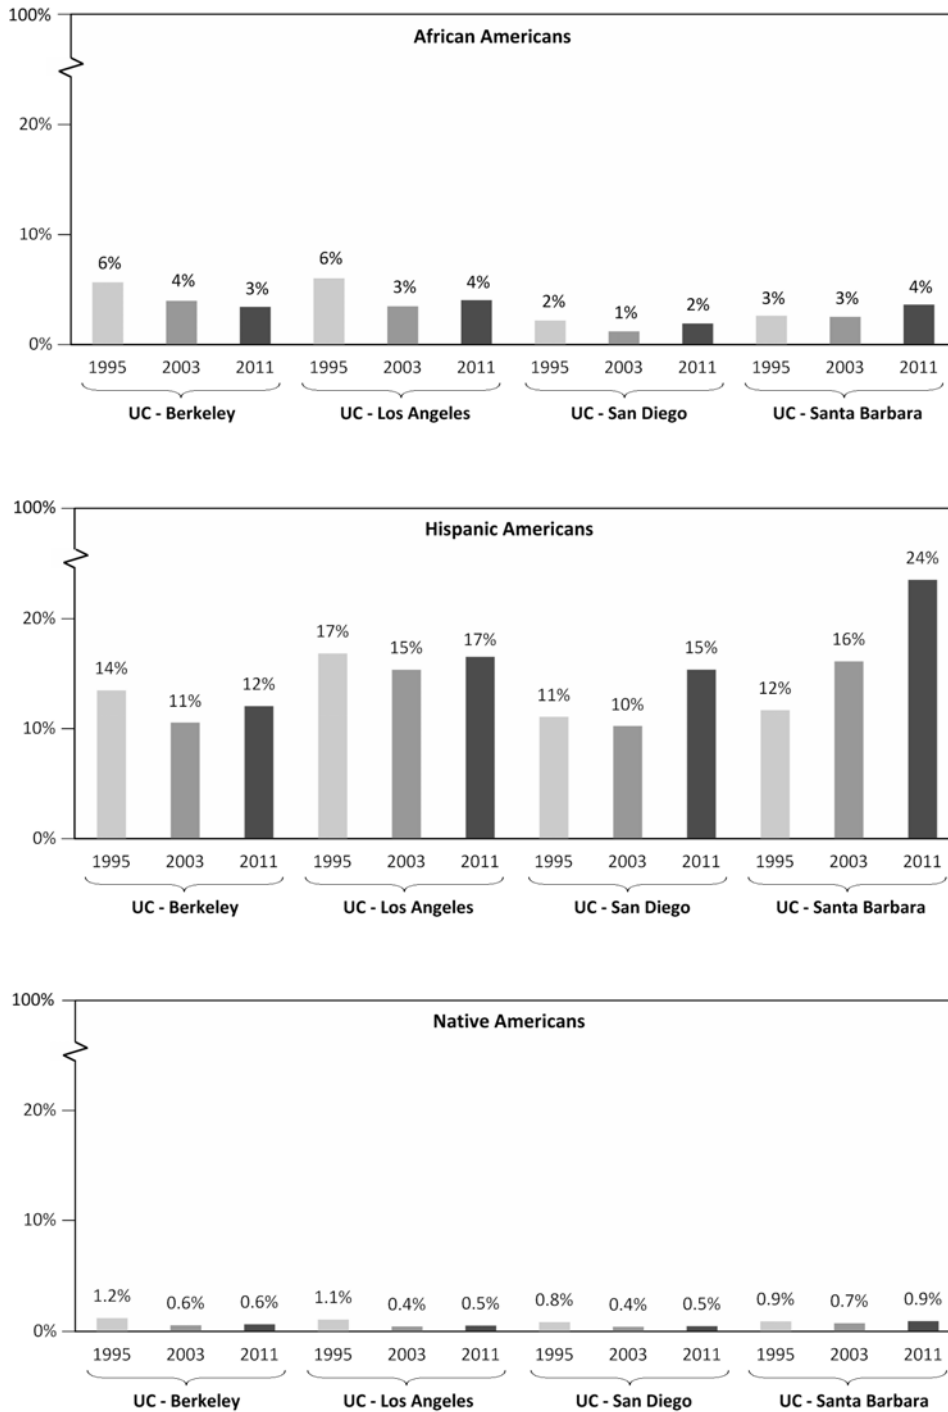 100%
African Americans
20%
10%
6% 4% 3% 6% 3% 4% 2% 1% 2% 3% 3% 4%
0%
1995 2003 2011 1995 2003 2011 1995 2003 2011 1995 2003 2011
UC - Berkeley UC - Los Angeles UC - San Diego UC - Santa Barbara
100%
Hispanic Americans
20%
10%
14% 11% 12% 17% 15% 17% 11% 10% 15% 12% 16% 24%
0%
1995 2003 2011 1995 2003 2011 1995 2003 2011 1995 2003 2011
UC - Berkeley UC - Los Angeles UC - San Diego UC - Santa Barbara
100%
Native Americans
20%
10%
1.2% 0.6% 0.6% 1.1% 0.4% 0.5% 0.8% 0.4% 0.5% 0.9% 0.7% 0.9%
0%
1995 2003 2011 1995 2003 2011 1995 2003 2011 1995 2003 2011
UC - Berkeley UC - Los Angeles UC - San Diego UC - Santa Barbara